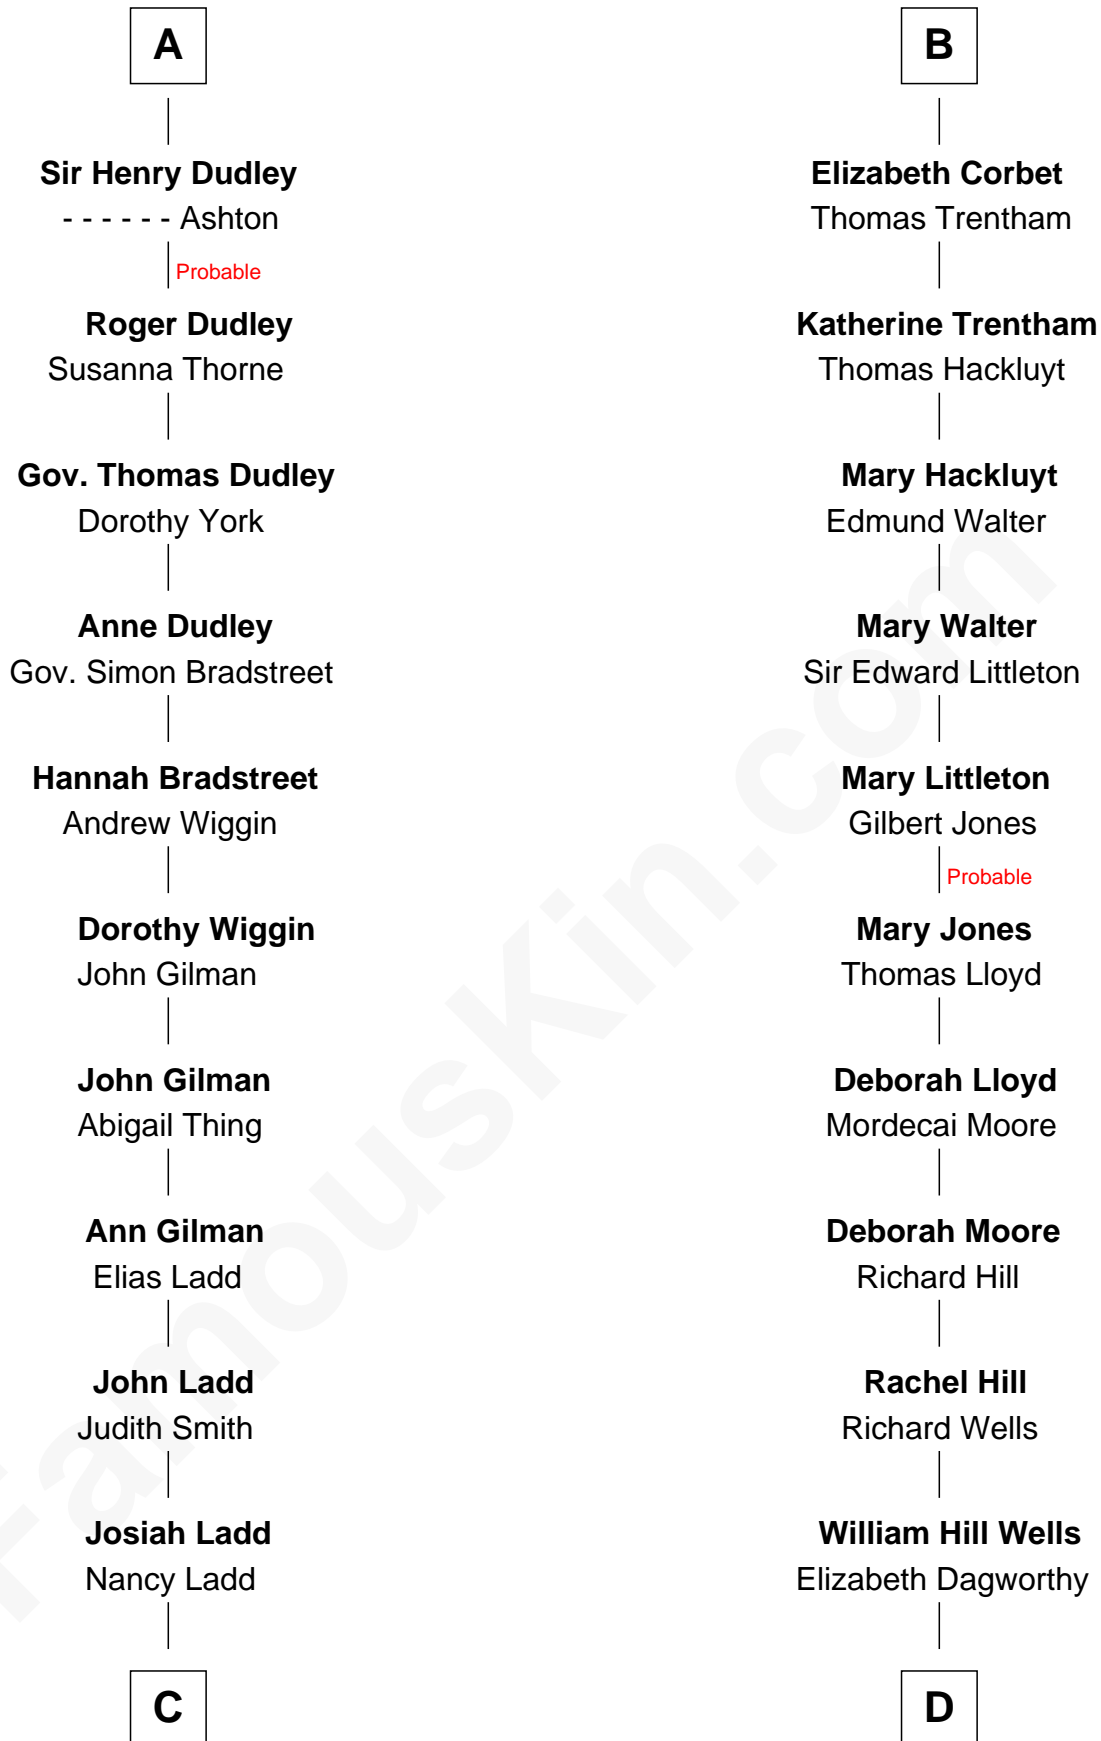 A
Sir Henry Dudley
- - - - - - Ashton
Probable
Roger Dudley
Susanna Thorne
Gov. Thomas Dudley
Dorothy York
Anne Dudley
Gov. Simon Bradstreet
Hannah Bradstreet
Andrew Wiggin
Dorothy Wiggin
John Gilman
John Gilman
Abigail Thing
Ann Gilman
Elias Ladd
John Ladd
Judith Smith
Josiah Ladd
Nancy Ladd
C
B
Elizabeth Corbet
Thomas Trentham
Katherine Trentham
Thomas Hackluyt
Mary Hackluyt
Edmund Walter
Mary Walter
Sir Edward Littleton
Mary Littleton
Gilbert Jones
Probable
Mary Jones
Thomas Lloyd
Deborah Lloyd
Mordecai Moore
Deborah Moore
Richard Hill
Rachel Hill
Richard Wells
William Hill Wells
Elizabeth Dagworthy
D
FamousKin.com